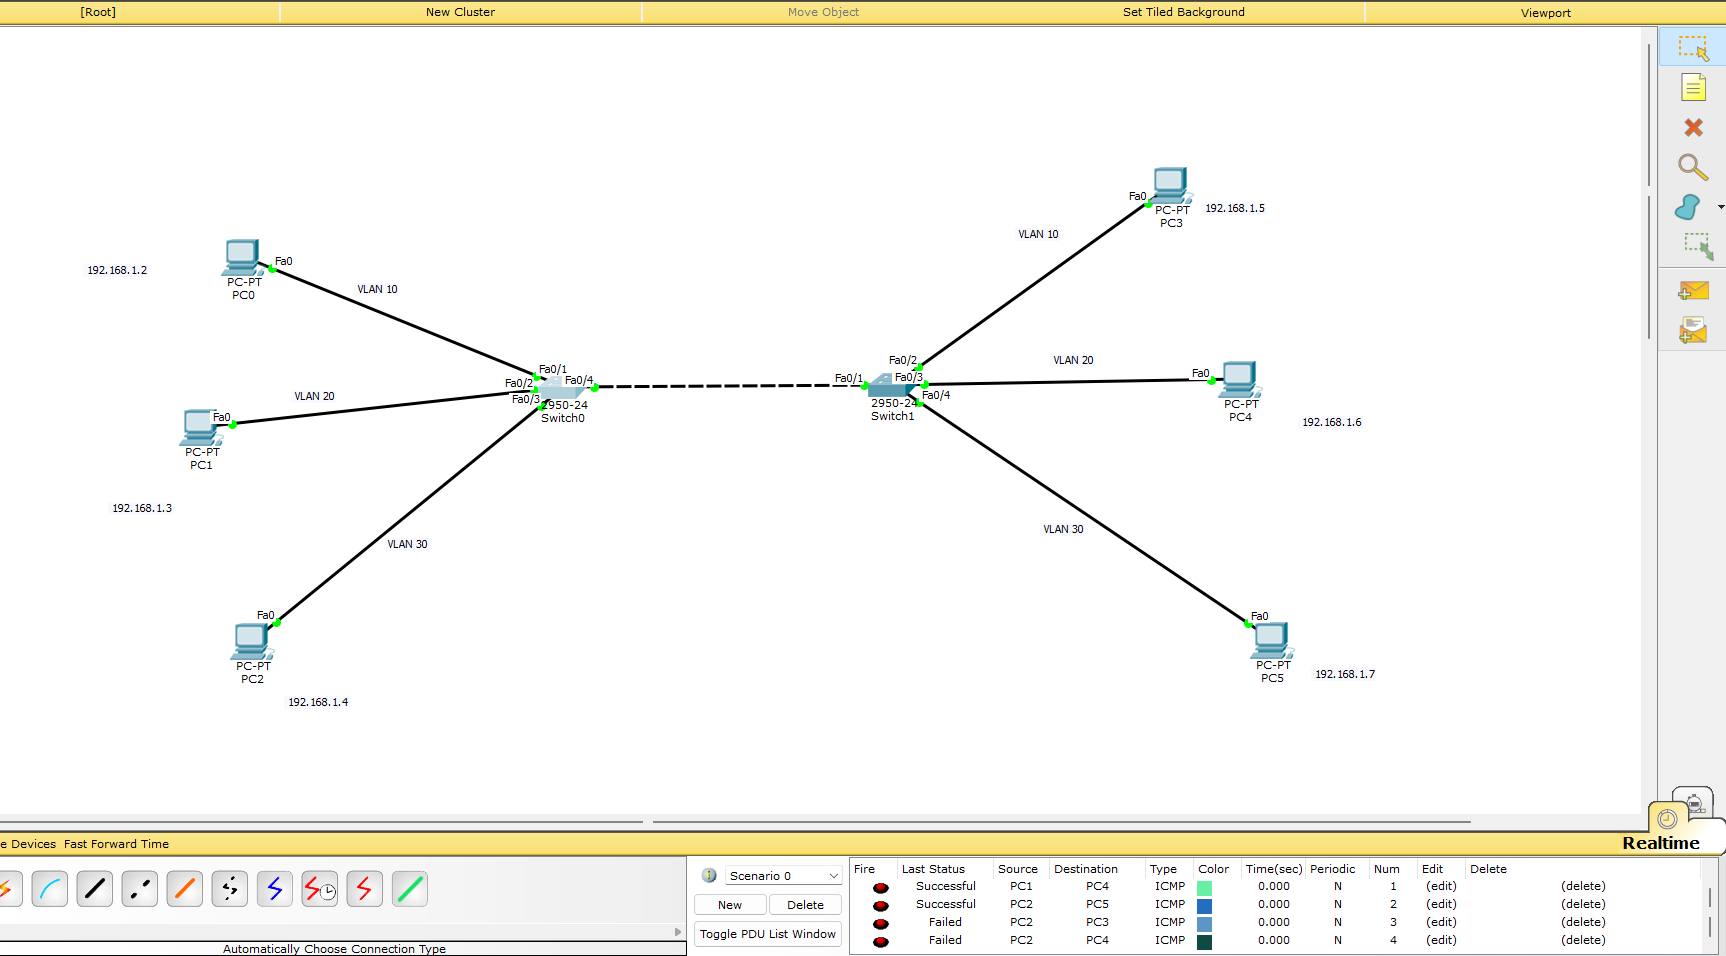 [Root] New Cluster Move Object Set Tiled Background Viewport
Fa0
PC-PT
PC3
192.168.1.5
VLAN 10
192.168.1.2
Fa0
PC-PT
PC0
VLAN 10
Fa0/1
Fa0/2
Fa0/3
Fa0/4
2950-24
Switch0
Fa0/1
Fa0/2
Fa0/3
Fa0/4
2950-24
Switch1
VLAN 20
Fa0
PC-PT
PC4
192.168.1.6
VLAN 20
Fa0
PC-PT
PC1
192.168.1.3
VLAN 30
VLAN 30
Fa0
PC-PT
PC2
192.168.1.4
Fa0
PC-PT
PC5
192.168.1.7
Realtime
e Devices Fast Forward Time
Scenario 0
New Delete
Toggle PDU List Window
Automatically Choose Connection Type
Fire Last Status Source Destination Type Color Time(sec) Periodic Num Edit Delete
Successful PC1 PC4 ICMP 0.000 N 1 (edit) (delete)
Successful PC2 PC5 ICMP 0.000 N 2 (edit) (delete)
Failed PC2 PC3 ICMP 0.000 N 3 (edit) (delete)
Failed PC2 PC4 ICMP 0.000 N 4 (edit) (delete)